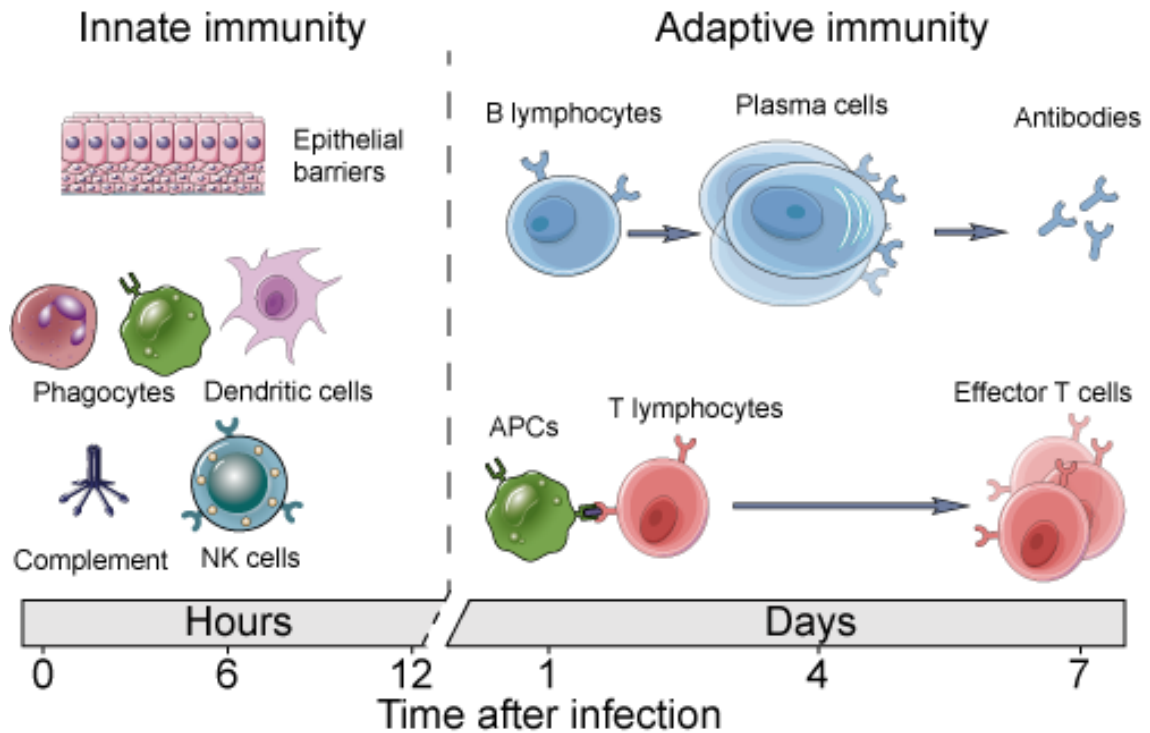 Innate immunity
Adaptive immunity
Epithelial
barriers
B lymphocytes
Plasma cells
Antibodies
Phagocytes
Dendritic cells
Complement
NK cells
APCs
T lymphocytes
Effector T cells
Hours
Days
0
6
12
1
4
7
Time after infection